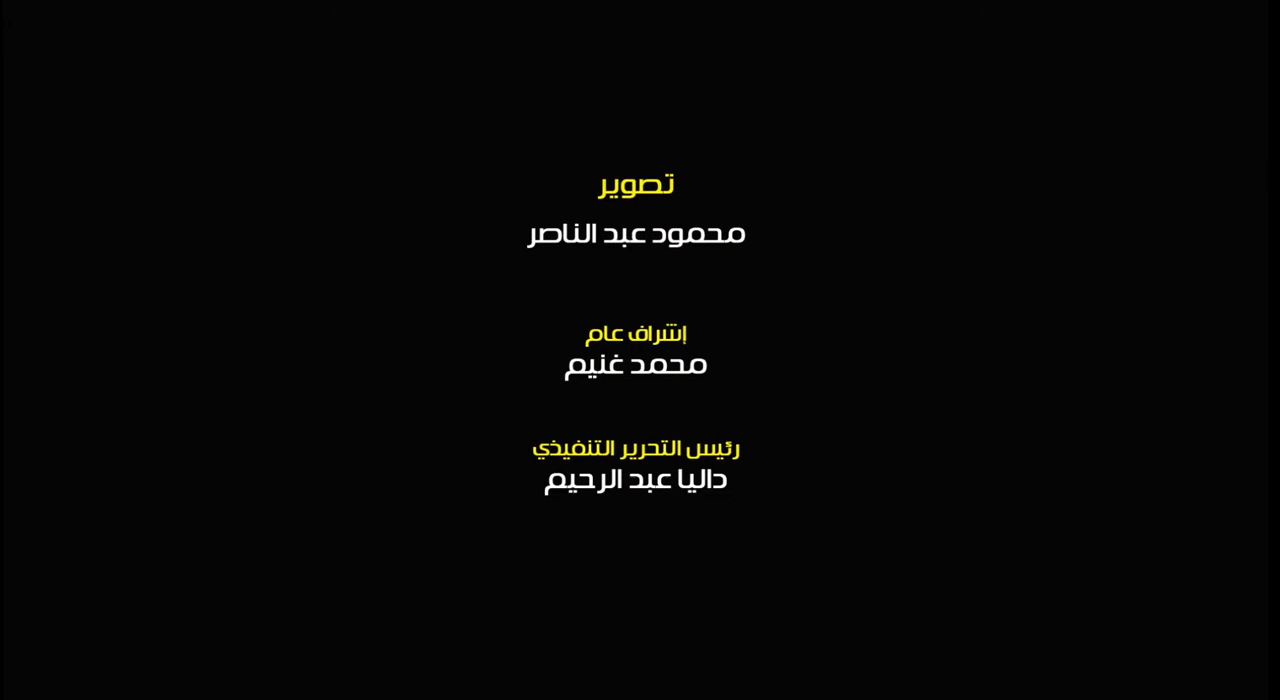 تصوير
محمود عبد الناصر
إشراف عام
محمد غنيم
رئيس التحرير التنفيذي
داليا عبد الرحيم